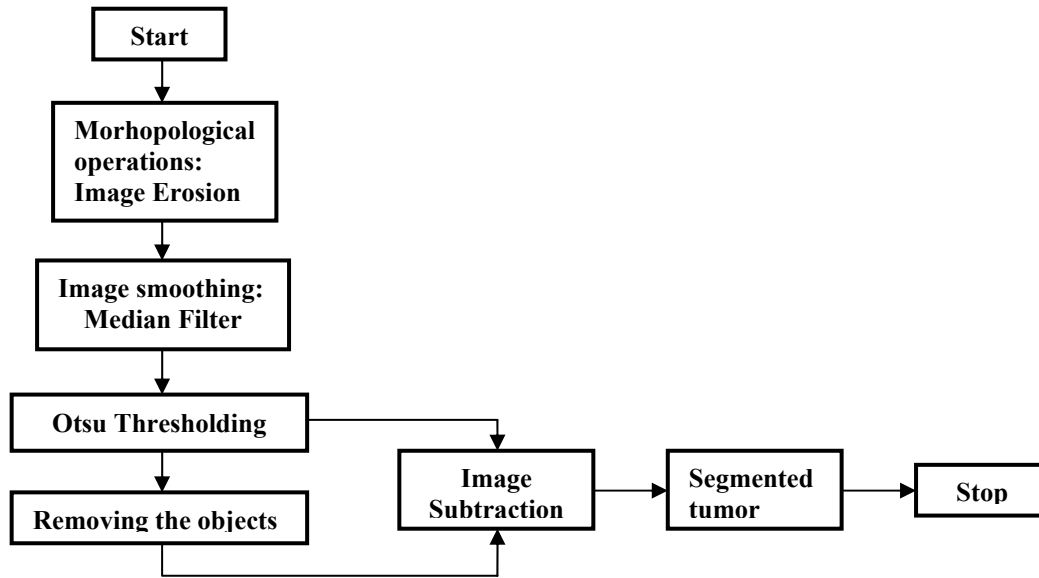 Start
Morhopological
operations:
Image Erosion
Image smoothing:
Median Filter
Otsu Thresholding
Removing the objects
Image
Subtraction
Segmented
tumor
Stop